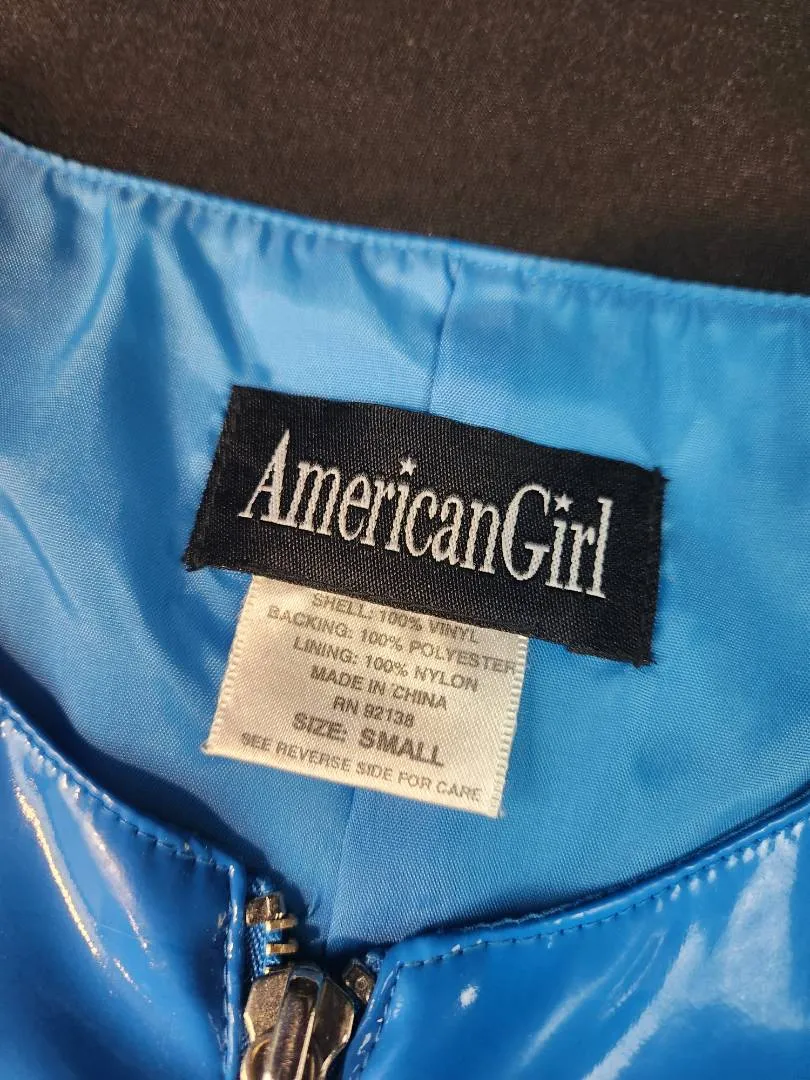 AmericanGirl
SHELL: 100% VINYL
BACKING: 100% POLYESTER
LINING: 100% NYLON
MADE IN CHINA
RN 92138
SIZE: SMALL
SEE REVERSE SIDE FOR CARE